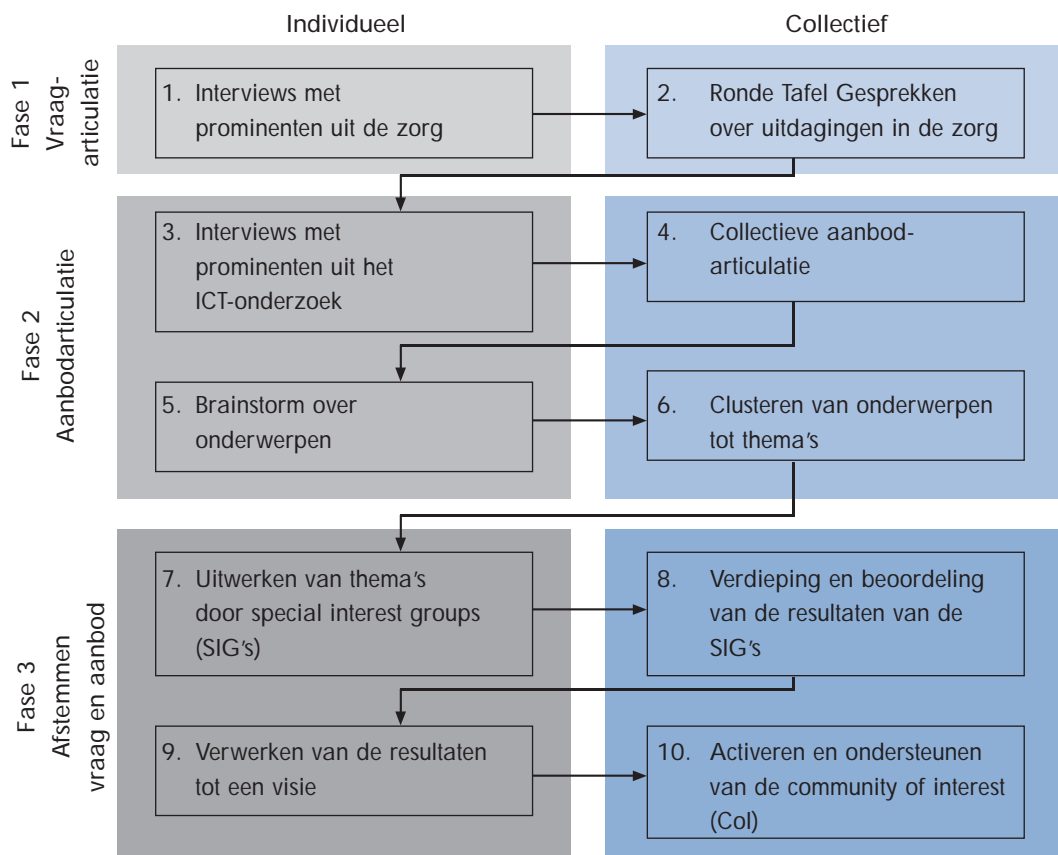 Individueel
Collectief
Fase 1
Vraag-
articulatie
1. Interviews met
prominenten uit de zorg
2. Ronde Tafel Gesprekken
over uitdagingen in de zorg
Fase 2
Aanbodarticulatie
3. Interviews met
prominenten uit het
ICT-onderzoek
4. Collectieve aanbod-
articulatie
5. Brainstorm over
onderwerpen
6. Clusteren van onderwerpen
tot thema's
Fase 3
Afstemmen
vraag en aanbod
7. Uitwerken van thema's
door special interest groups
(SIG's)
8. Verdieping en beoordeling
van de resultaten van de
SIG's
9. Verwerken van de resultaten
tot een visie
10. Activeren en ondersteunen
van de community of interest
(CoI)